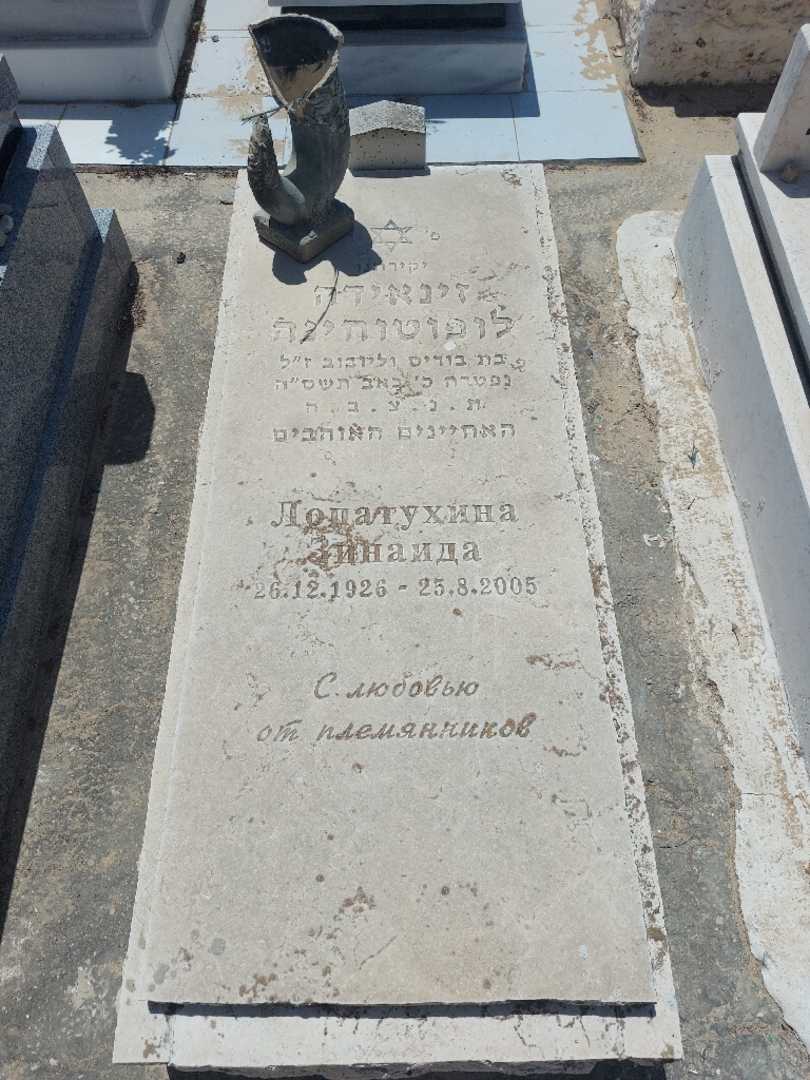 פ'
יקירתנו
זינאידה
לופטוחינה
בת בוריס וליובוב ז"ל
נפטרה כ' באב תשס"ה
ת . נ . צ . ב . ה
האחיינים האוהבים
Лопатухина
Зинаида
26.12.1926 - 25.8.2005
С любовью
от племянников